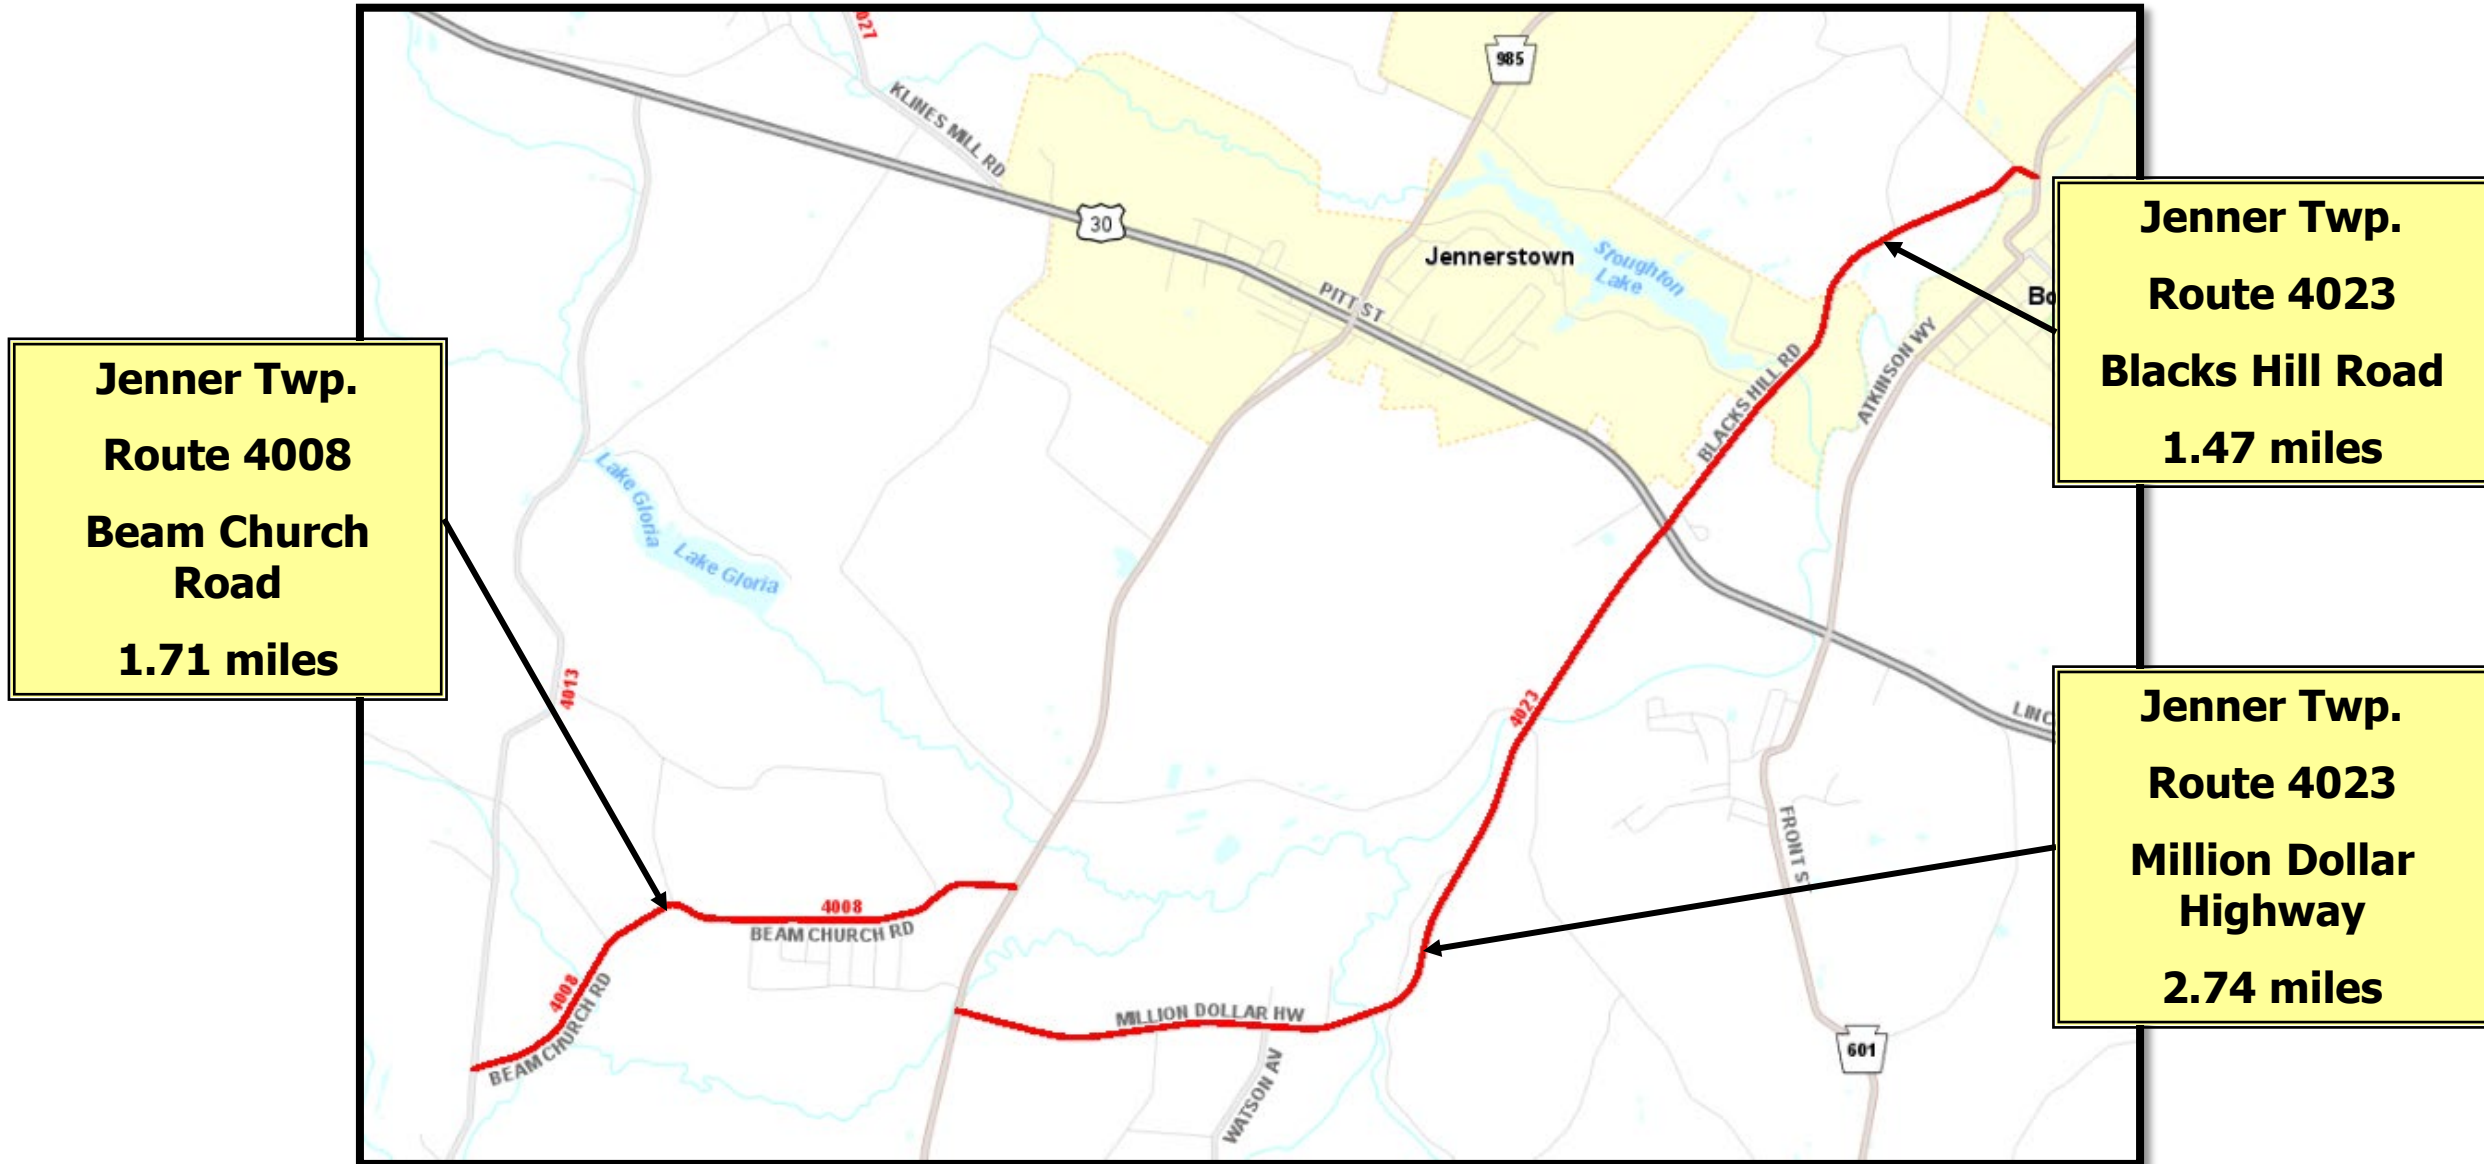 Jenner Twp.
Route 4008
Beam Church
Road
1.71 miles
Jenner Twp.
Route 4023
Blacks Hill Road
1.47 miles
Jenner Twp.
Route 4023
Million Dollar
Highway
2.74 miles
985
KLINES MILL RD
30
Jennerstown
Stoughton
Lake
PITT ST
BLACKS HILL RD
ATKINSON WY
Lake Gloria
Lake Gloria
4013
4023
FRONT S
4008
BEAM CHURCH RD
4008
BEAM CHURCH RD
MILLION DOLLAR HW
WATSON AV
601
LINC
Bo